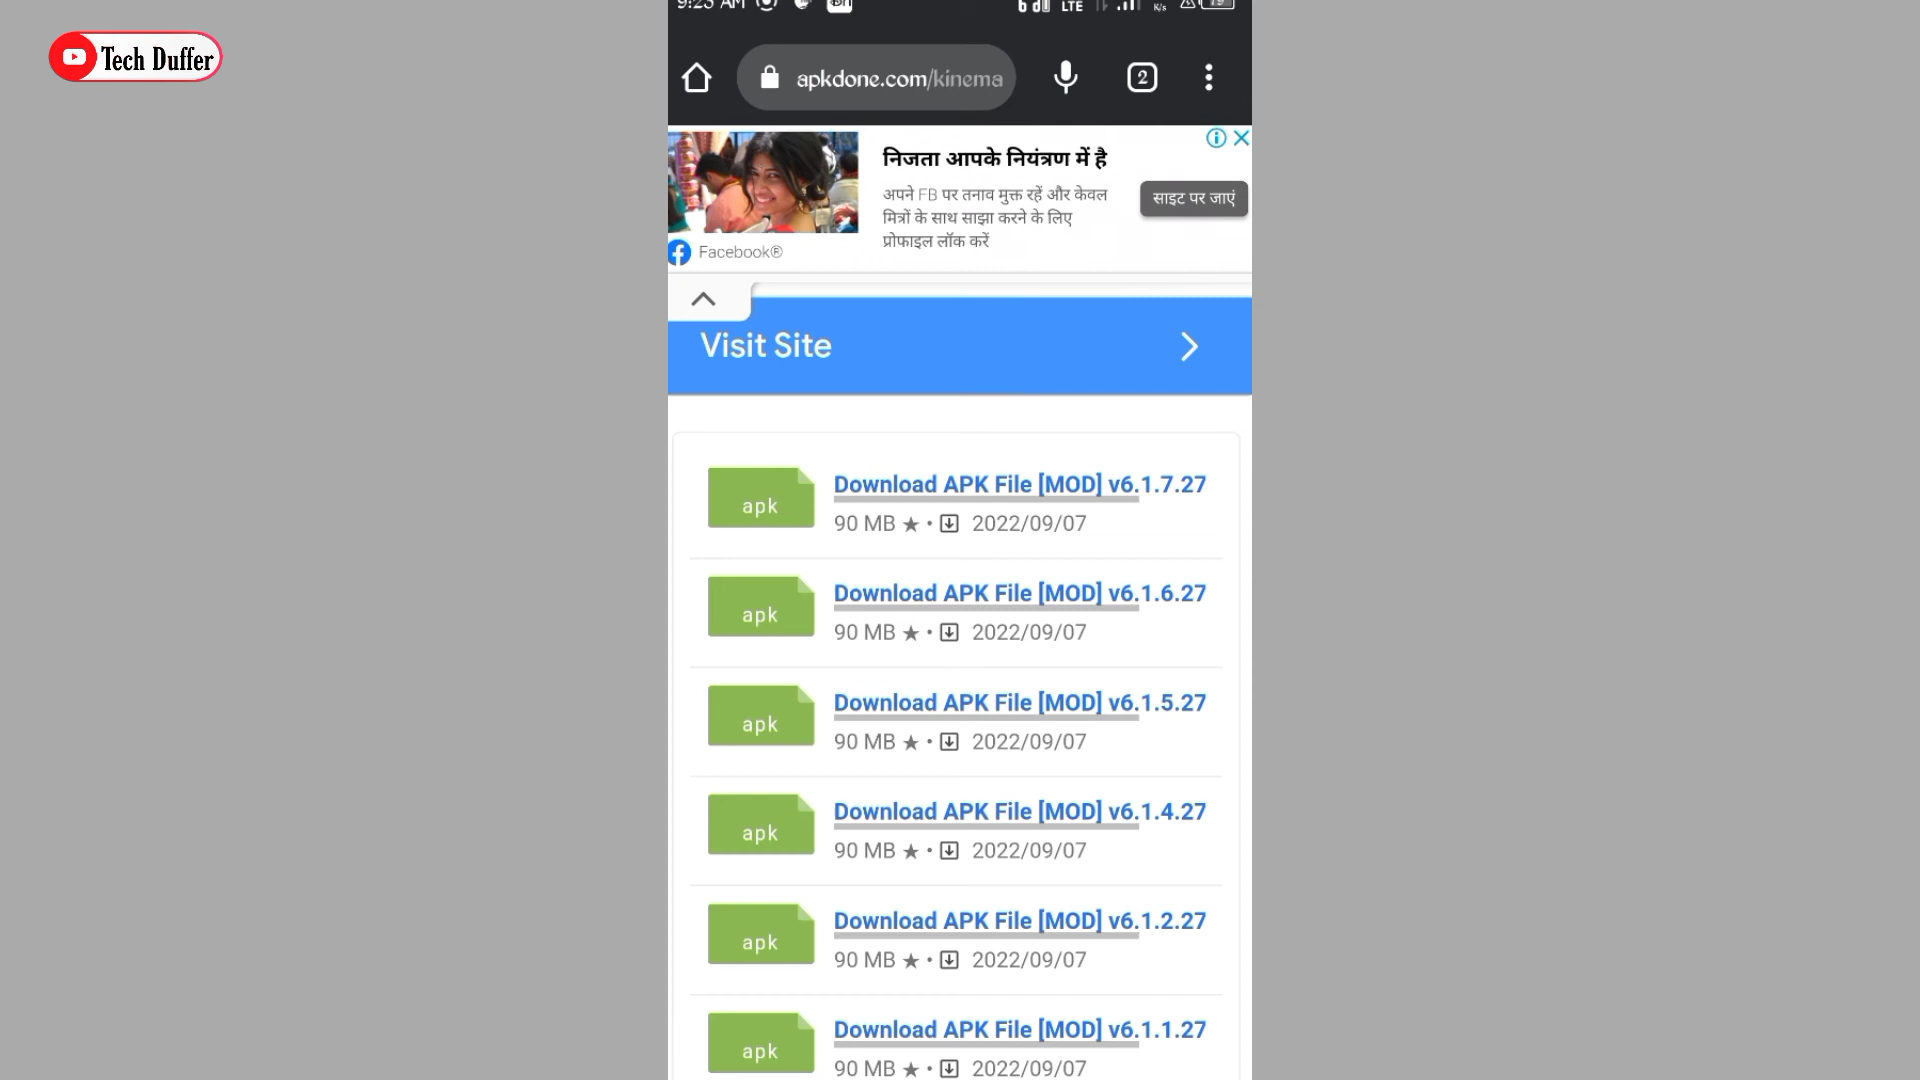 Tech Duffer
9:23 AM
LTE
K/s
apkdone.com/kinema
2
निजता आपके नियंत्रण में है
अपने FB पर तनाव मुक्त रहें और केवल
मित्रों के साथ साझा करने के लिए
प्रोफाइल लॉक करें
साइट पर जाएं
Facebook®
Visit Site
apk
Download APK File [MOD] v6.1.7.27
90 MB ★ • 2022/09/07
apk
Download APK File [MOD] v6.1.6.27
90 MB ★ • 2022/09/07
apk
Download APK File [MOD] v6.1.5.27
90 MB ★ • 2022/09/07
apk
Download APK File [MOD] v6.1.4.27
90 MB ★ • 2022/09/07
apk
Download APK File [MOD] v6.1.2.27
90 MB ★ • 2022/09/07
apk
Download APK File [MOD] v6.1.1.27
90 MB ★ • 2022/09/07